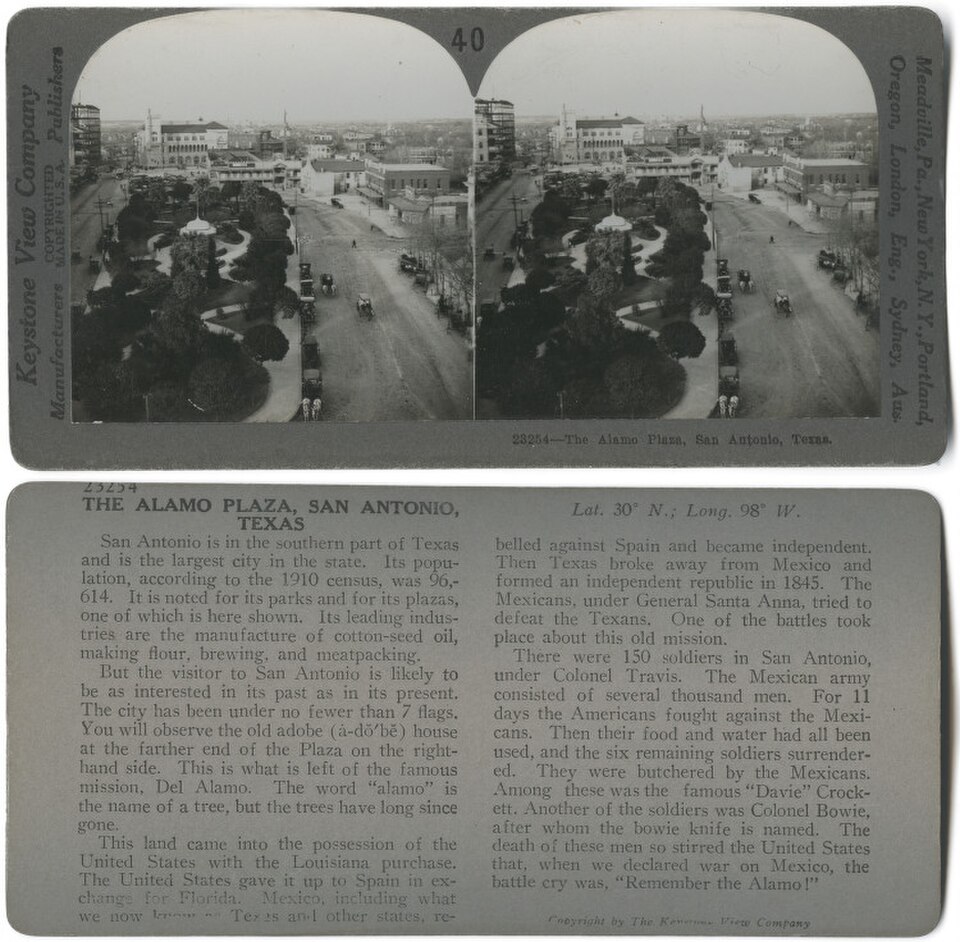 40
Keystone View Company
COPYRIGHTED
MADE IN U.S.A.
Manufacturers Publishers
Meadville, Pa., New York, N.Y., Portland,
Oregon, London, Eng., Sydney, Aus.
23254—The Alamo Plaza, San Antonio, Texas.
23254
THE ALAMO PLAZA, SAN ANTONIO,
TEXAS
San Antonio is in the southern part of Texas
and is the largest city in the state. Its popu-
lation, according to the 1910 census, was 96,-
614. It is noted for its parks and for its plazas,
one of which is here shown. Its leading indus-
tries are the manufacture of cotton-seed oil,
making flour, brewing, and meatpacking.
But the visitor to San Antonio is likely to
be as interested in its past as in its present.
The city has been under no fewer than 7 flags.
You will observe the old adobe (ȧ-dō′bĕ) house
at the farther end of the Plaza on the right-
hand side. This is what is left of the famous
mission, Del Alamo. The word "alamo" is
the name of a tree, but the trees have long since
gone.
This land came into the possession of the
United States with the Louisiana purchase.
The United States gave it up to Spain in ex-
change for Florida. Mexico, including what
we now know as Texas and other states, re-
Lat. 30° N.; Long. 98° W.
belled against Spain and became independent.
Then Texas broke away from Mexico and
formed an independent republic in 1845. The
Mexicans, under General Santa Anna, tried to
defeat the Texans. One of the battles took
place about this old mission.
There were 150 soldiers in San Antonio,
under Colonel Travis. The Mexican army
consisted of several thousand men. For 11
days the Americans fought against the Mexi-
cans. Then their food and water had all been
used, and the six remaining soldiers surrender-
ed. They were butchered by the Mexicans.
Among these was the famous "Davie" Crock-
ett. Another of the soldiers was Colonel Bowie,
after whom the bowie knife is named. The
death of these men so stirred the United States
that, when we declared war on Mexico, the
battle cry was, "Remember the Alamo!"
Copyright by The Keystone View Company